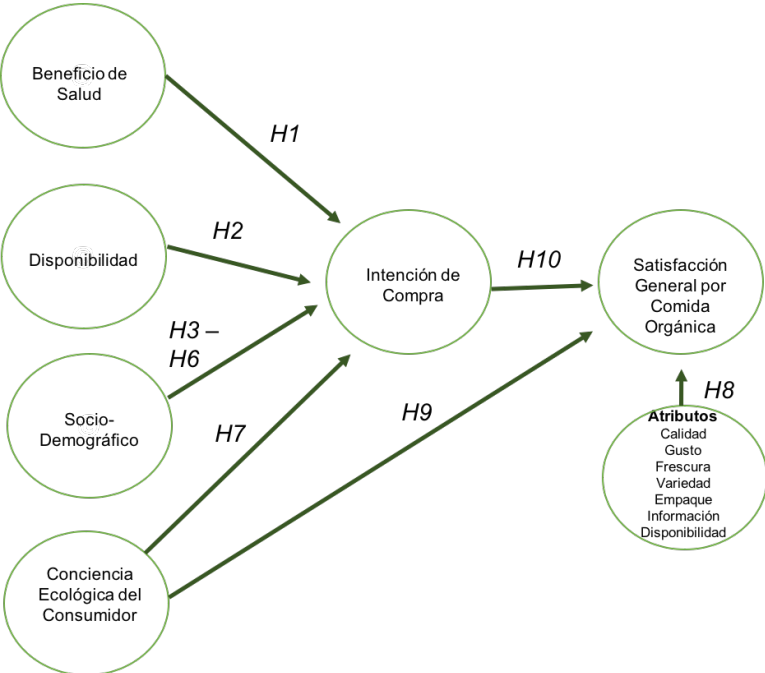 Beneficio de
Salud
H1
Disponibilidad
H2
H3 –
H6
Socio-
Demográfico
H7
Conciencia
Ecológica del
Consumidor
Intención de
Compra
H10
H9
Satisfacción
General por
Comida
Orgánica
H8
Atributos
Calidad
Gusto
Frescura
Variedad
Empaque
Información
Disponibilidad